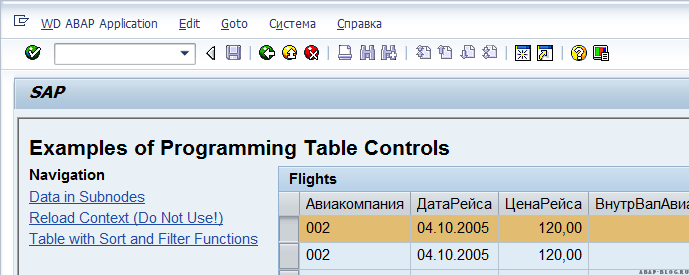 WD ABAP Application Edit Goto Система Справка
SAP
Examples of Programming Table Controls
Navigation
Data in Subnodes
Reload Context (Do Not Use!)
Table with Sort and Filter Functions
Flights
Авиакомпания ДатаРейса ЦенаРейса ВнутрВалАвиа
002 04.10.2005 120,00
002 04.10.2005 120,00
ABAP-BLOG.RU